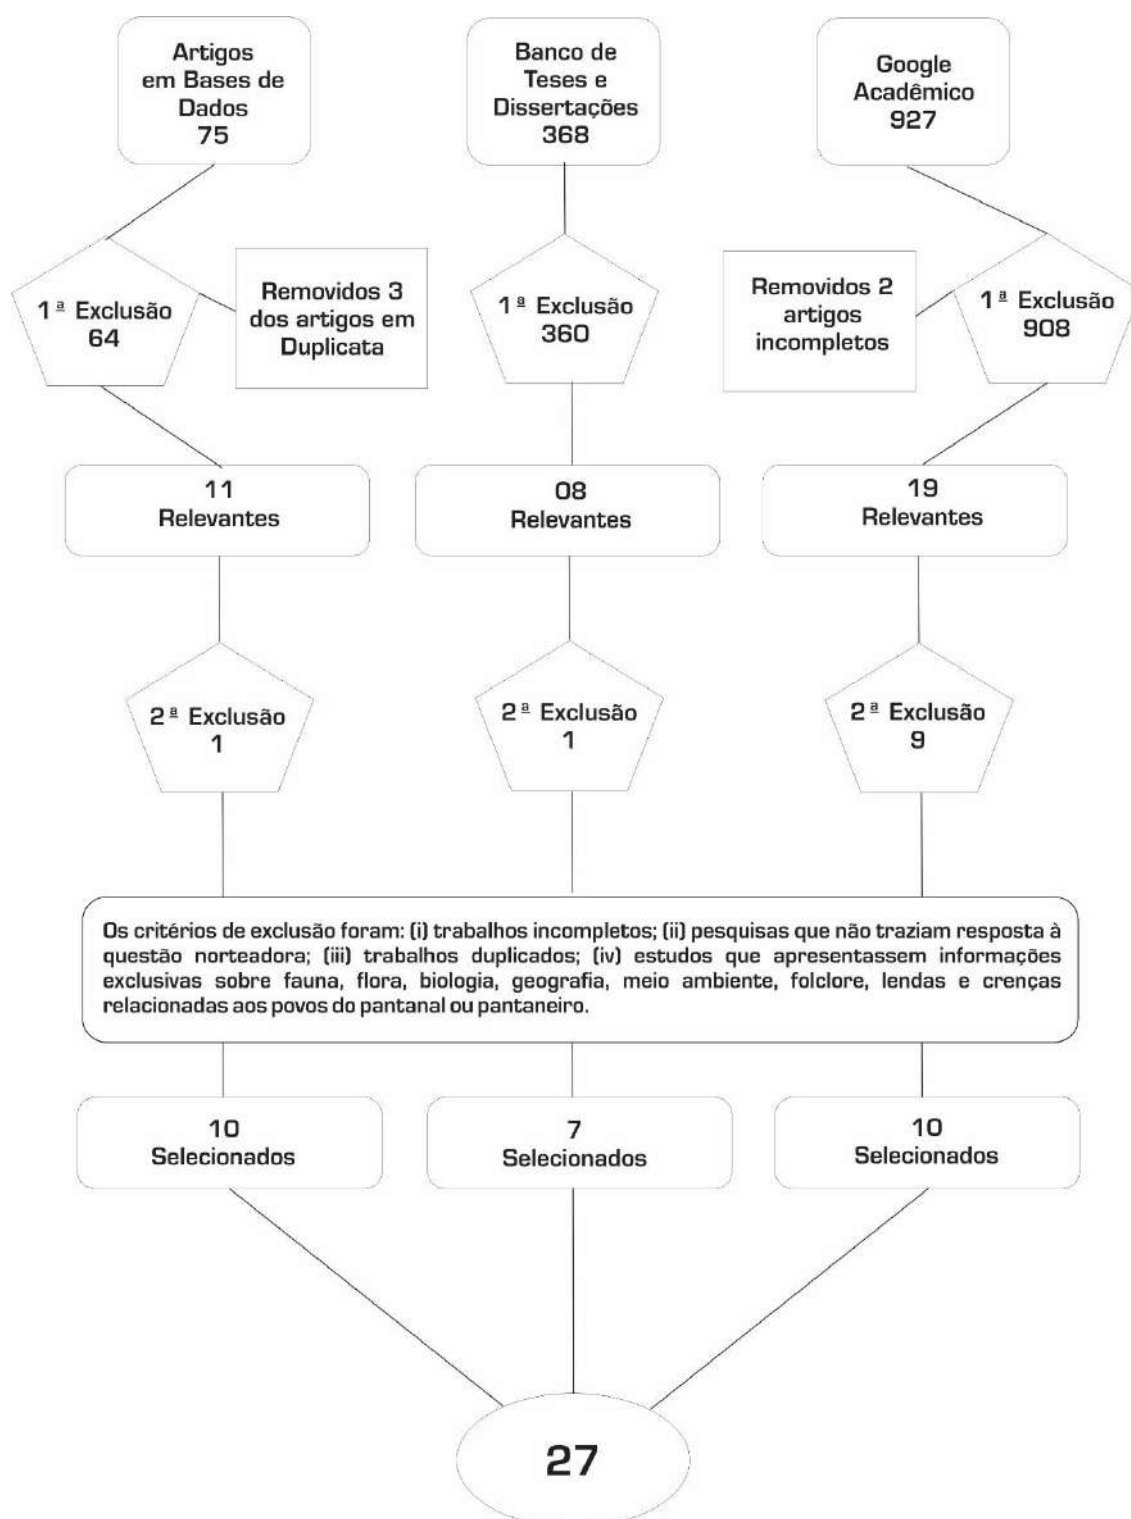 Artigos
em Bases de
Dados
75
Banco de
Teses e
Dissertações
368
Google
Acadêmico
927
1ª Exclusão
64
Removidos 3
dos artigos em
Duplicata
1ª Exclusão
360
Removidos 2
artigos
incompletos
1ª Exclusão
908
11
Relevantes
08
Relevantes
19
Relevantes
2ª Exclusão
1
2ª Exclusão
1
2ª Exclusão
9
Os critérios de exclusão foram: (i) trabalhos incompletos; (ii) pesquisas que não traziam resposta à
questão norteadora; (iii) trabalhos duplicados; (iv) estudos que apresentassem informações
exclusivas sobre fauna, flora, biologia, geografia, meio ambiente, folclore, lendas e crenças
relacionadas aos povos do pantanal ou pantaneiro.
10
Selecionados
7
Selecionados
10
Selecionados
27